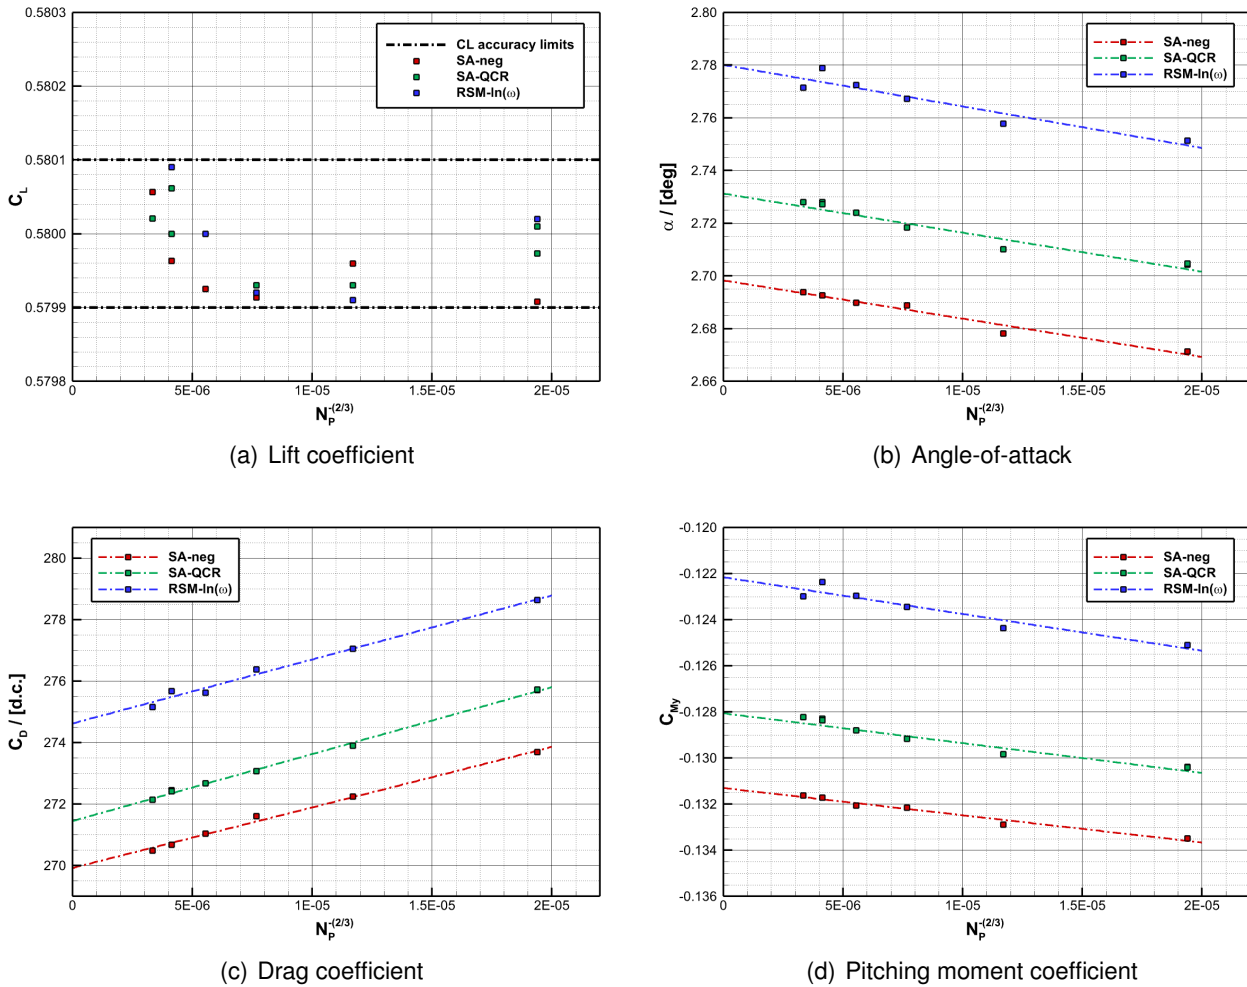 0.5803
0.5802
0.5801
0.5800
0.5799
0.5798
C_L
CL accuracy limits
SA-neg
SA-QCR
RSM-ln(ω)
0 5E-06 1E-05 1.5E-05 2E-05
N_P^-(2/3)
(a) Lift coefficient
2.80
2.78
2.76
2.74
2.72
2.70
2.68
2.66
α / [deg]
SA-neg
SA-QCR
RSM-ln(ω)
0 5E-06 1E-05 1.5E-05 2E-05
N_P^-(2/3)
(b) Angle-of-attack
280
278
276
274
272
270
C_D / [d.c.]
SA-neg
SA-QCR
RSM-ln(ω)
0 5E-06 1E-05 1.5E-05 2E-05
N_P^-(2/3)
(c) Drag coefficient
-0.120
-0.122
-0.124
-0.126
-0.128
-0.130
-0.132
-0.134
-0.136
C_My
SA-neg
SA-QCR
RSM-ln(ω)
0 5E-06 1E-05 1.5E-05 2E-05
N_P^-(2/3)
(d) Pitching moment coefficient